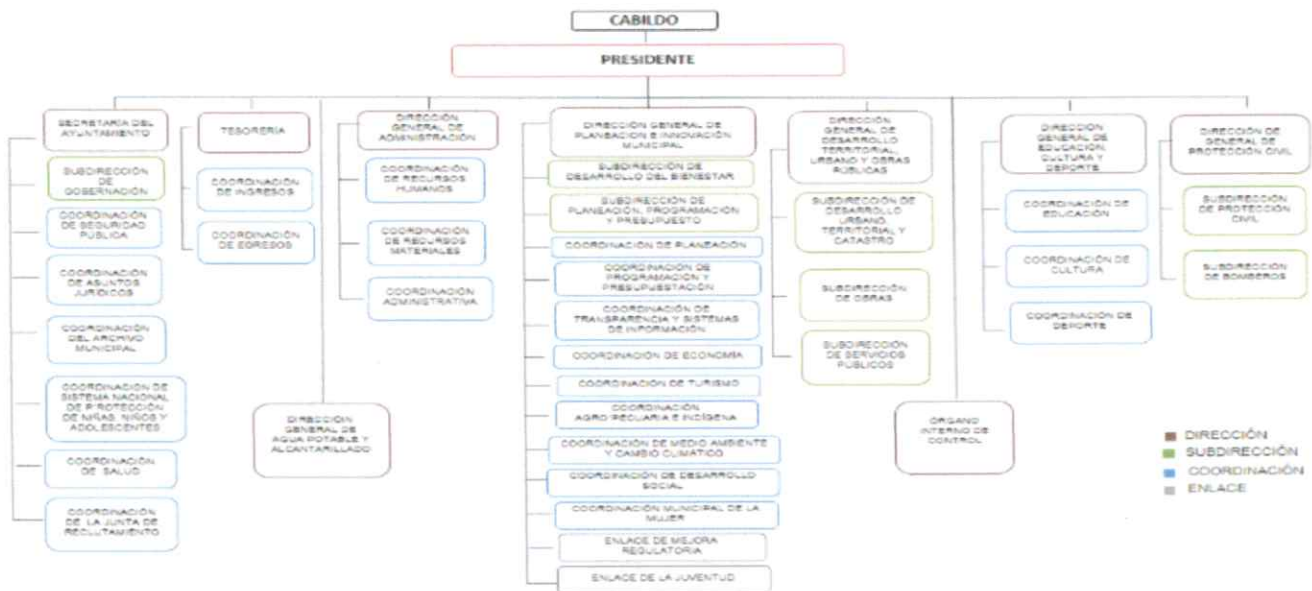 CABILDO
PRESIDENTE
SECRETARÍA DEL
AYUNTAMIENTO
SUBDIRECCIÓN
DE
GOBERNACIÓN
COORDINACIÓN
DE SEGURIDAD
PÚBLICA
COORDINACIÓN
DE ASUNTOS
JURÍDICOS
COORDINACIÓN
DEL ARCHIVO
MUNICIPAL
COORDINACIÓN DE
SISTEMA NACIONAL
DE PROTECCIÓN
DE NIÑAS, NIÑOS Y
ADOLESCENTES
COORDINACIÓN
DE SALUD
COORDINACIÓN
DE LA JUNTA DE
RECLUTAMIENTO
TESORERÍA
COORDINACIÓN
DE INGRESOS
COORDINACIÓN
DE EGRESOS
DIRECCIÓN
GENERAL DE
AGUA POTABLE Y
ALCANTARILLADO
DIRECCIÓN
GENERAL DE
ADMINISTRACIÓN
COORDINACIÓN
DE RECURSOS
HUMANOS
COORDINACIÓN
DE RECURSOS
MATERIALES
COORDINACIÓN
ADMINISTRATIVA
DIRECCIÓN GENERAL DE
PLANEACIÓN E INNOVACIÓN
MUNICIPAL
SUBDIRECCIÓN DE
DESARROLLO DEL BIENESTAR
SUBDIRECCIÓN DE
PLANEACIÓN, PROGRAMACIÓN
Y PRESUPUESTO
COORDINACIÓN DE PLANEACIÓN
COORDINACIÓN DE
PROGRAMACIÓN Y
PRESUPUESTACIÓN
COORDINACIÓN DE
TRANSPARENCIA Y SISTEMAS
DE INFORMACIÓN
COORDINACIÓN DE ECONOMÍA
COORDINACIÓN DE TURISMO
COORDINACIÓN
AGROPECUARIA E INDÍGENA
COORDINACIÓN DE MEDIO AMBIENTE
Y CAMBIO CLIMÁTICO
COORDINACIÓN DE DESARROLLO
SOCIAL
COORDINACIÓN MUNICIPAL DE LA
MUJER
ENLACE DE MEJORA
REGULATORIA
ENLACE DE LA JUVENTUD
DIRECCIÓN
GENERAL DE
DESARROLLO
TERRITORIAL,
URBANO Y OBRAS
PÚBLICAS
SUBDIRECCIÓN DE
DESARROLLO
URBANO,
TERRITORIAL Y
CATASTRO
SUBDIRECCIÓN
DE OBRAS
SUBDIRECCIÓN
DE SERVICIOS
PÚBLICOS
ÓRGANO
INTERNO DE
CONTROL
DIRECCIÓN
GENERAL DE
EDUCACIÓN,
CULTURA Y
DEPORTE
COORDINACIÓN DE
EDUCACIÓN
COORDINACIÓN DE
CULTURA
COORDINACIÓN DE
DEPORTE
DIRECCIÓN DE
GENERAL DE
PROTECCIÓN CIVIL
SUBDIRECCIÓN
DE PROTECCIÓN
CIVIL
SUBDIRECCIÓN
DE BOMBEROS
DIRECCIÓN
SUBDIRECCIÓN
COORDINACIÓN
ENLACE